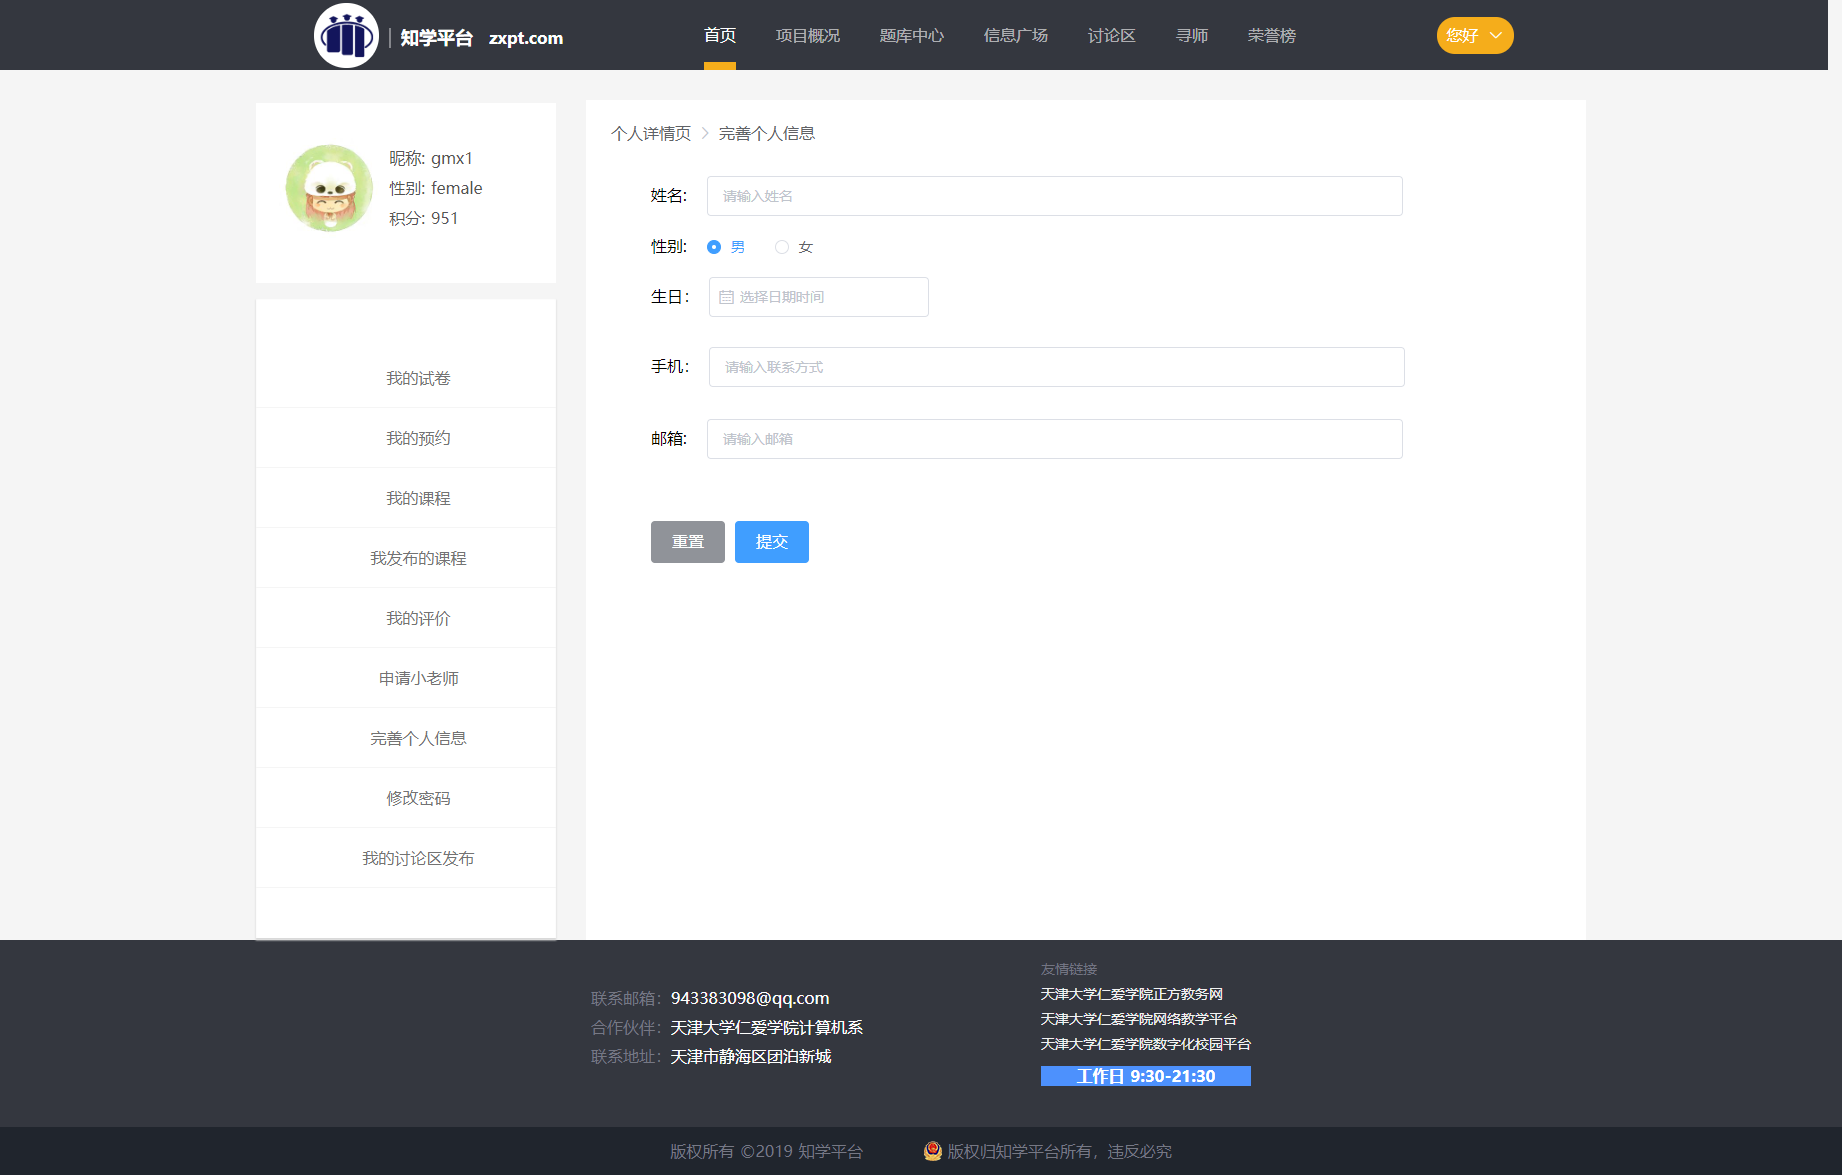 知学平台 zxpt.com 首页 项目概况 题库中心 信息广场 讨论区 寻师 荣誉榜 您好
昵称: gmx1
性别: female
积分: 951
我的试卷
我的预约
我的课程
我发布的课程
我的评价
申请小老师
完善个人信息
修改密码
我的讨论区发布
个人详情页 > 完善个人信息
姓名: 请输入姓名
性别: 男 女
生日： 选择日期时间
手机： 请输入联系方式
邮箱: 请输入邮箱
重置 提交
联系邮箱：943383098@qq.com
合作伙伴：天津大学仁爱学院计算机系
联系地址：天津市静海区团泊新城
友情链接
天津大学仁爱学院正方教务网
天津大学仁爱学院网络教学平台
天津大学仁爱学院数字化校园平台
工作日 9:30-21:30
版权所有 ©2019 知学平台 版权归知学平台所有，违反必究